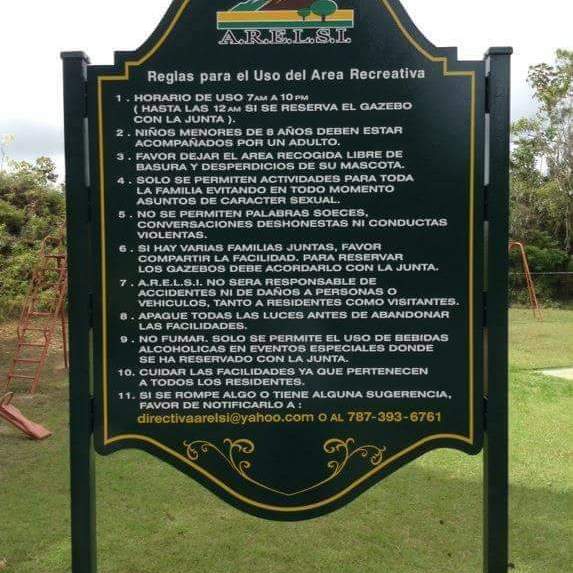 A.R.E.L.S.I.
Reglas para el Uso del Area Recreativa
1 . HORARIO DE USO 7AM A 10PM
( HASTA LAS 12AM SI SE RESERVA EL GAZEBO
CON LA JUNTA ).
2 . NIÑOS MENORES DE 8 AÑOS DEBEN ESTAR
ACOMPAÑADOS POR UN ADULTO.
3 . FAVOR DEJAR EL AREA RECOGIDA LIBRE DE
BASURA Y DESPERDICIOS DE SU MASCOTA.
4 . SOLO SE PERMITEN ACTIVIDADES PARA TODA
LA FAMILIA EVITANDO EN TODO MOMENTO
ASUNTOS DE CARACTER SEXUAL.
5 . NO SE PERMITEN PALABRAS SOECES,
CONVERSACIONES DESHONESTAS NI CONDUCTAS
VIOLENTAS.
6 . SI HAY VARIAS FAMILIAS JUNTAS, FAVOR
COMPARTIR LA FACILIDAD. PARA RESERVAR
LOS GAZEBOS DEBE ACORDARLO CON LA JUNTA.
7 . A.R.E.L.S.I. NO SERA RESPONSABLE DE
ACCIDENTES NI DE DAÑOS A PERSONAS O
VEHICULOS, TANTO A RESIDENTES COMO VISITANTES.
8 . APAGUE TODAS LAS LUCES ANTES DE ABANDONAR
LAS FACILIDADES.
9 . NO FUMAR. SOLO SE PERMITE EL USO DE BEBIDAS
ALCOHOLICAS EN EVENTOS ESPECIALES DONDE
SE HA RESERVADO CON LA JUNTA.
10. CUIDAR LAS FACILIDADES YA QUE PERTENECEN
A TODOS LOS RESIDENTES.
11. SI SE ROMPE ALGO O TIENE ALGUNA SUGERENCIA,
FAVOR DE NOTIFICARLO A :
directivaarelsi@yahoo.com O AL 787-393-6761